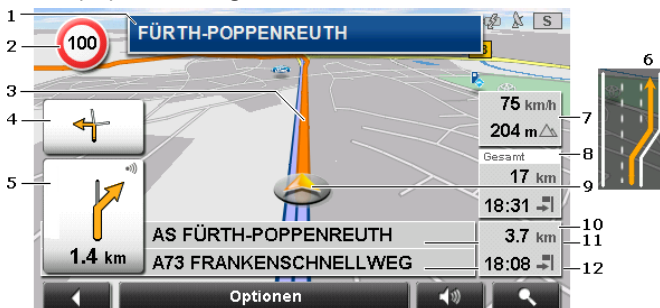 1
FÜRTH-POPPENREUTH
S
2
100
6
3
75 km/h
204 m
7
4
Gesamt
8
17 km
9
18:31
5
10
AS FÜRTH-POPPENREUTH
3.7 km
11
1.4 km
A73 FRANKENSCHNELLWEG
18:08
12
Optionen